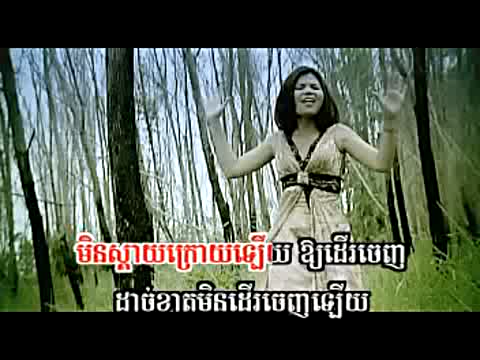 មិនស្ដាយក្រោយឡើយ ឱ្យដើរចេញ
ដាច់ខាតមិនដើរចេញឡើយ